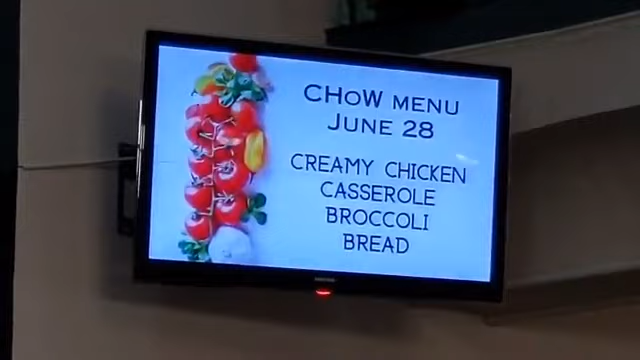 CHoW MENU
JUNE 28
CREAMY CHICKEN
CASSEROLE
BROCCOLI
BREAD